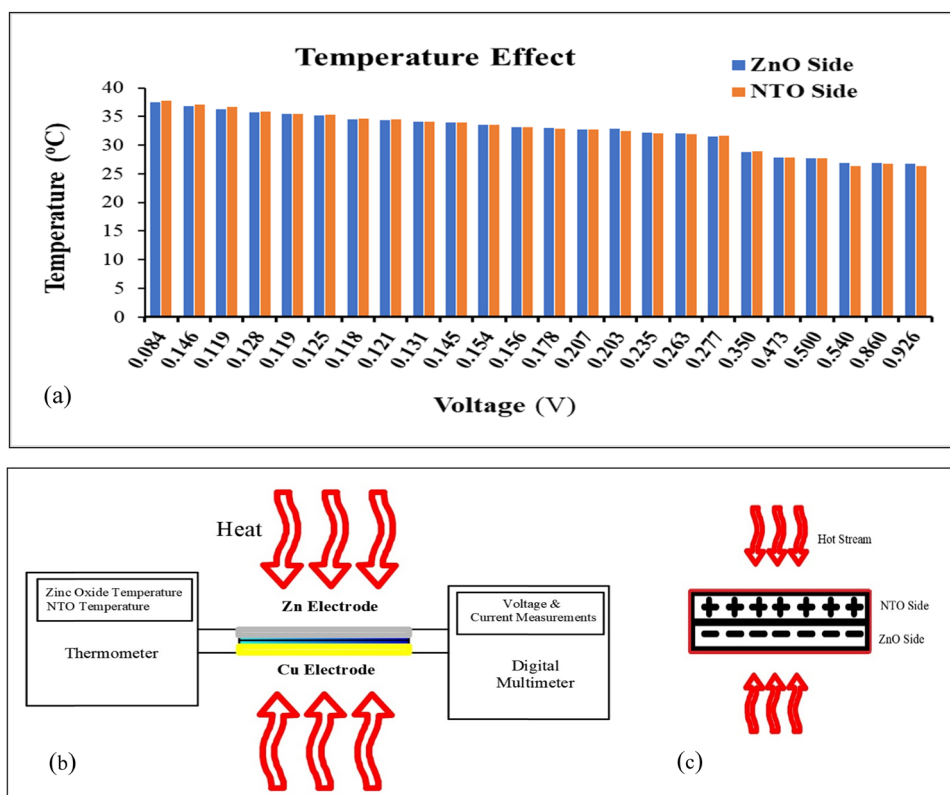 Temperature Effect
ZnO Side
NTO Side
Temperature (⁰C)
40
35
30
25
20
15
10
5
0
0.084 0.146 0.119 0.128 0.119 0.125 0.118 0.121 0.131 0.145 0.154 0.156 0.178 0.207 0.203 0.235 0.263 0.277 0.350 0.473 0.500 0.540 0.860 0.926
(a)
Voltage (V)
Heat
Zinc Oxide Temperature
NTO Temperature
Thermometer
Zn Electrode
Cu Electrode
Voltage &
Current Measurements
Digital
Multimeter
(b)
Hot Stream
NTO Side
ZnO Side
(c)